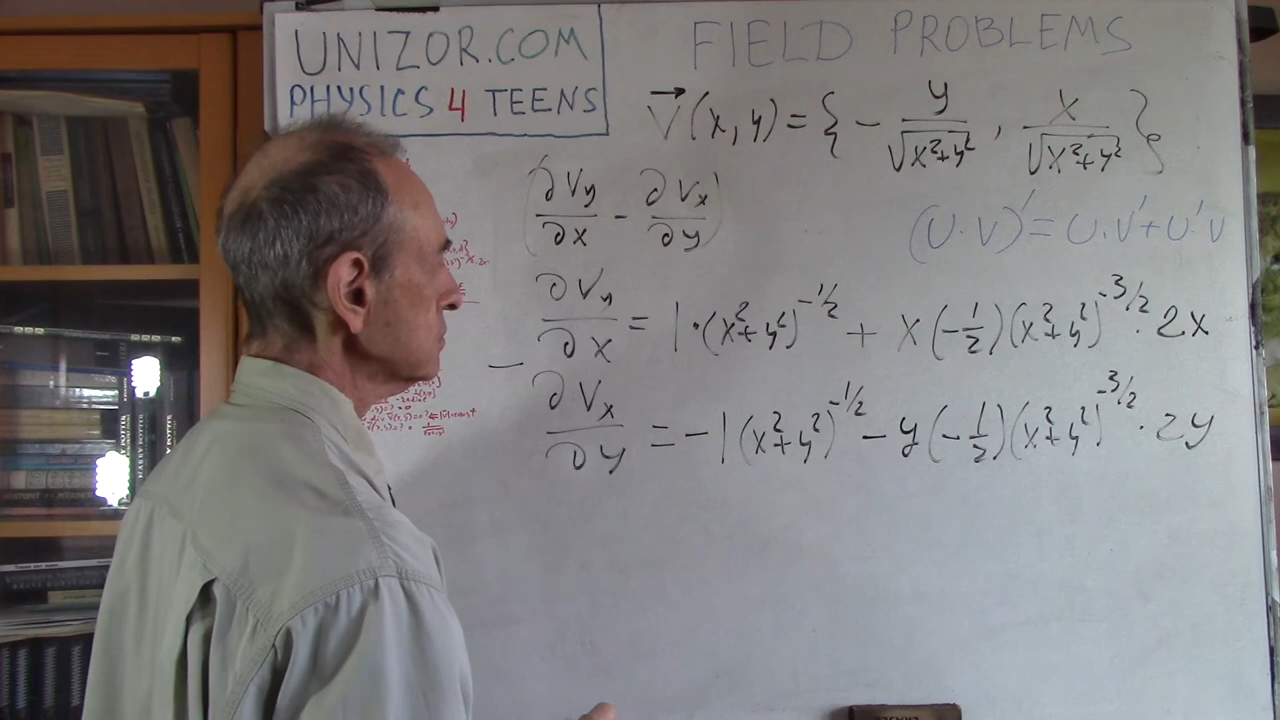 UNIZOR.COM
PHYSICS 4 TEENS
FIELD PROBLEMS
V⃗(x,y)={-y/√(x²+y²), x/√(x²+y²)}
(∂Vy/∂x - ∂Vx/∂y)
(U·V)'=U·V'+U'V
∂Vy/∂x = 1·(x²+y²)^(-1/2) + x(-1/2)(x²+y²)^(-3/2)·2x
-
∂Vx/∂y = -1(x²+y²)^(-1/2) - y(-1/2)(x²+y²)^(-3/2)·2y
HARRY POTTER